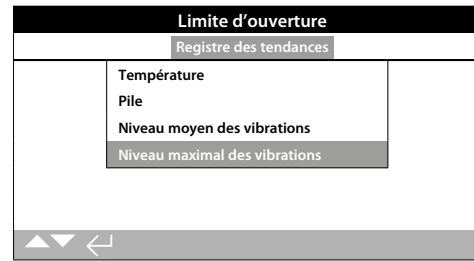 Limite d'ouverture
Registre des tendances
Température
Pile
Niveau moyen des vibrations
Niveau maximal des vibrations